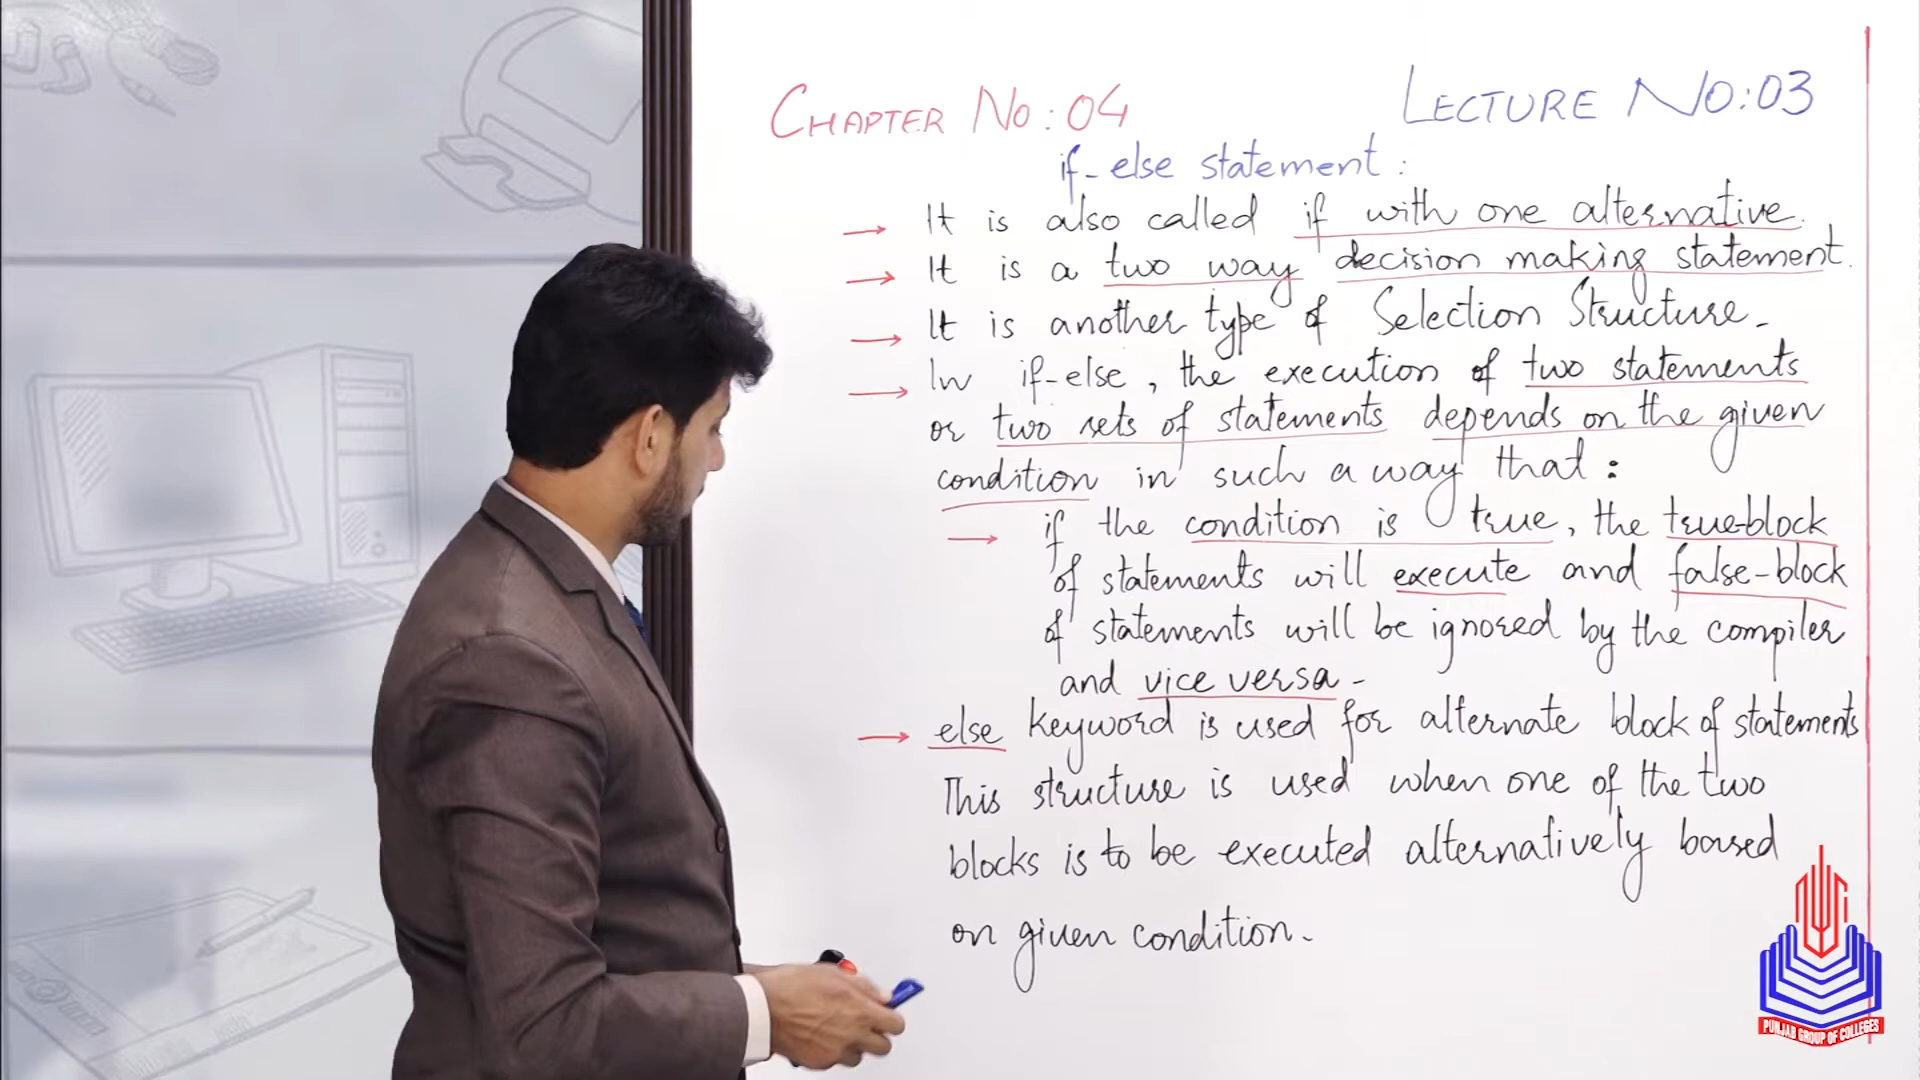 CHAPTER No: 04
LECTURE No: 03
if-else statement:
→ It is also called if with one alternative.
→ It is a two way decision making statement.
→ It is another type of Selection Structure-
→ In if-else, the execution of two statements
or two sets of statements depends on the given
condition in such a way that:
→ if the condition is true, the true-block
of statements will execute and false-block
of statements will be ignored by the compiler
and vice versa-
→ else keyword is used for alternate block of statements
This structure is used when one of the two
blocks is to be executed alternatively based
on given condition-
PUNJAB GROUP OF COLLEGES